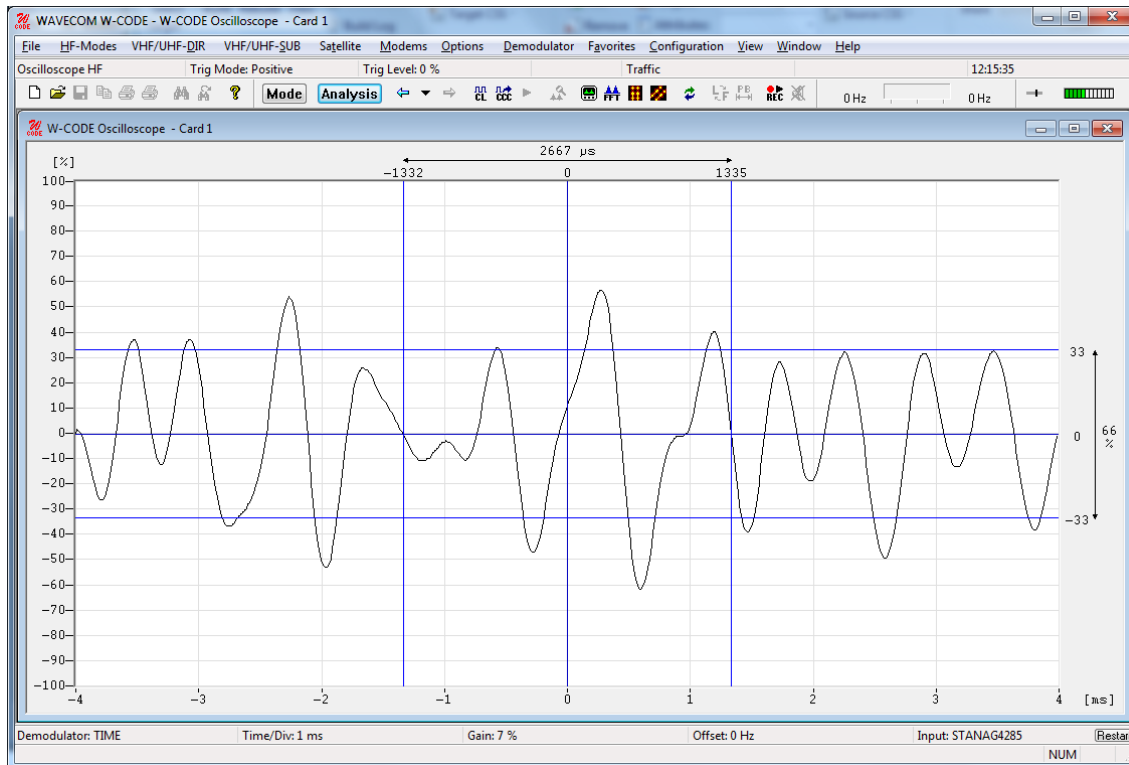 WAVECOM W-CODE - W-CODE Oscilloscope - Card 1
File HF-Modes VHF/UHF-DIR VHF/UHF-SUB Satellite Modems Options Demodulator Favorites Configuration View Window Help
Oscilloscope HF Trig Mode: Positive Trig Level: 0 % Traffic 12:15:35
Mode Analysis CL CCC FFT L F PB REC 0 Hz 0 Hz
W-CODE Oscilloscope - Card 1
2667 µs
[%] -1332 0 1335
100
90
80
70
60
50
40
30 33
20
10
0 0 66 %
-10
-20
-30 -33
-40
-50
-60
-70
-80
-90
-100
-4 -3 -2 -1 0 1 2 3 4 [ms]
Demodulator: TIME Time/Div: 1 ms Gain: 7 % Offset: 0 Hz Input: STANAG4285 Restar
NUM